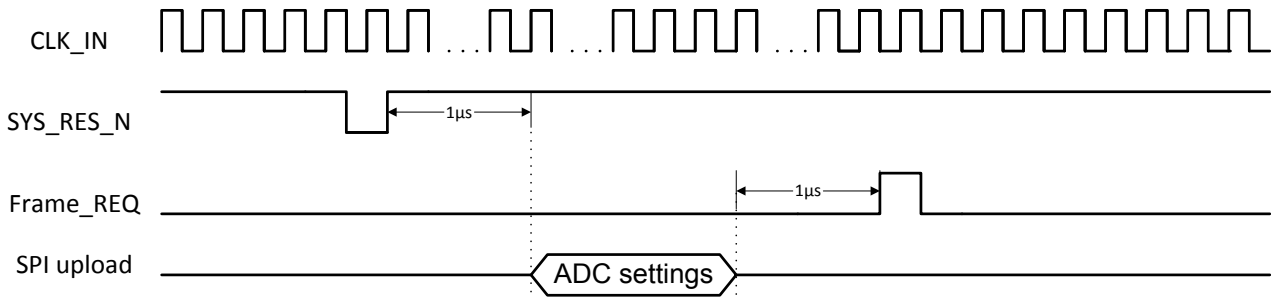 CLK_IN
... ... ...
SYS_RES_N
1µs
Frame_REQ
1µs
SPI upload
ADC settings